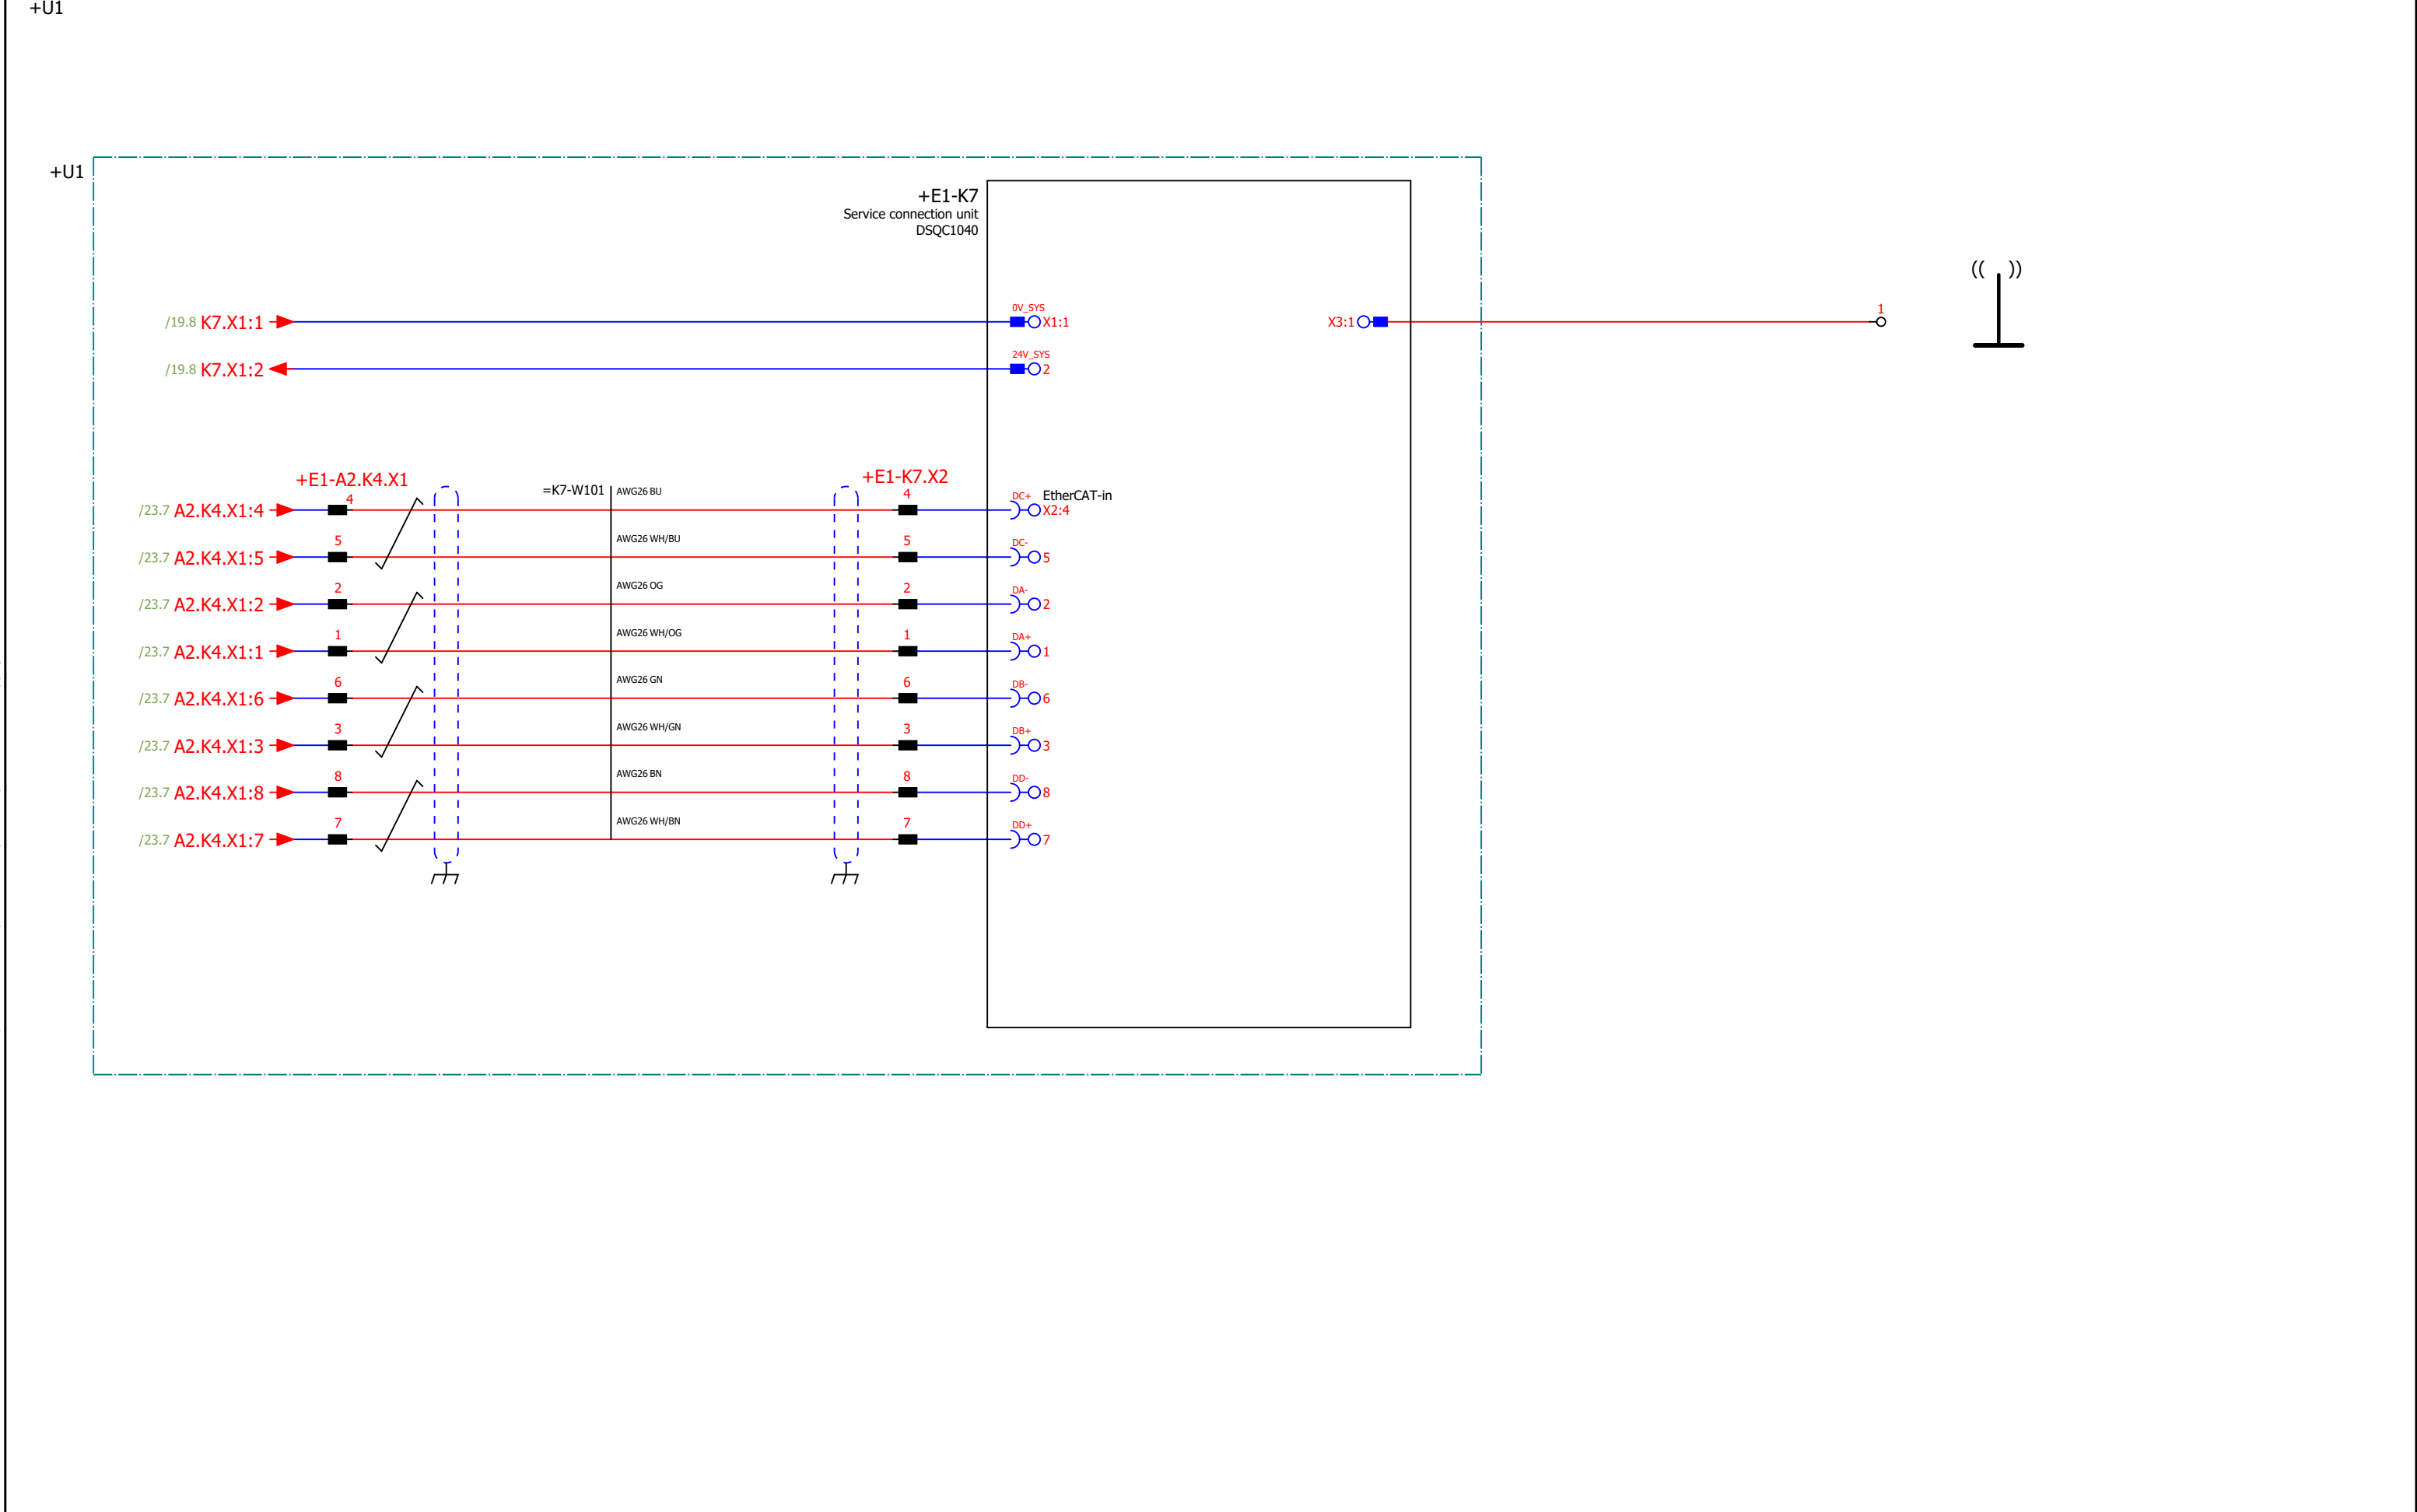 +U1
+U1
+E1-K7
Service connection unit
DSQC1040
/19.8 K7.X1:1
0V_SYS
X1:1
X3:1
1
(( ))
/19.8 K7.X1:2
24V_SYS
2
+E1-A2.K4.X1
+E1-K7.X2
=K7-W101
/23.7 A2.K4.X1:4
4
AWG26 BU
4
DC+
EtherCAT-in
X2:4
/23.7 A2.K4.X1:5
5
AWG26 WH/BU
5
DC-
5
/23.7 A2.K4.X1:2
2
AWG26 OG
2
DA-
2
/23.7 A2.K4.X1:1
1
AWG26 WH/OG
1
DA+
1
/23.7 A2.K4.X1:6
6
AWG26 GN
6
DB-
6
/23.7 A2.K4.X1:3
3
AWG26 WH/GN
3
DB+
3
/23.7 A2.K4.X1:8
8
AWG26 BN
8
DD-
8
/23.7 A2.K4.X1:7
7
AWG26 WH/BN
7
DD+
7